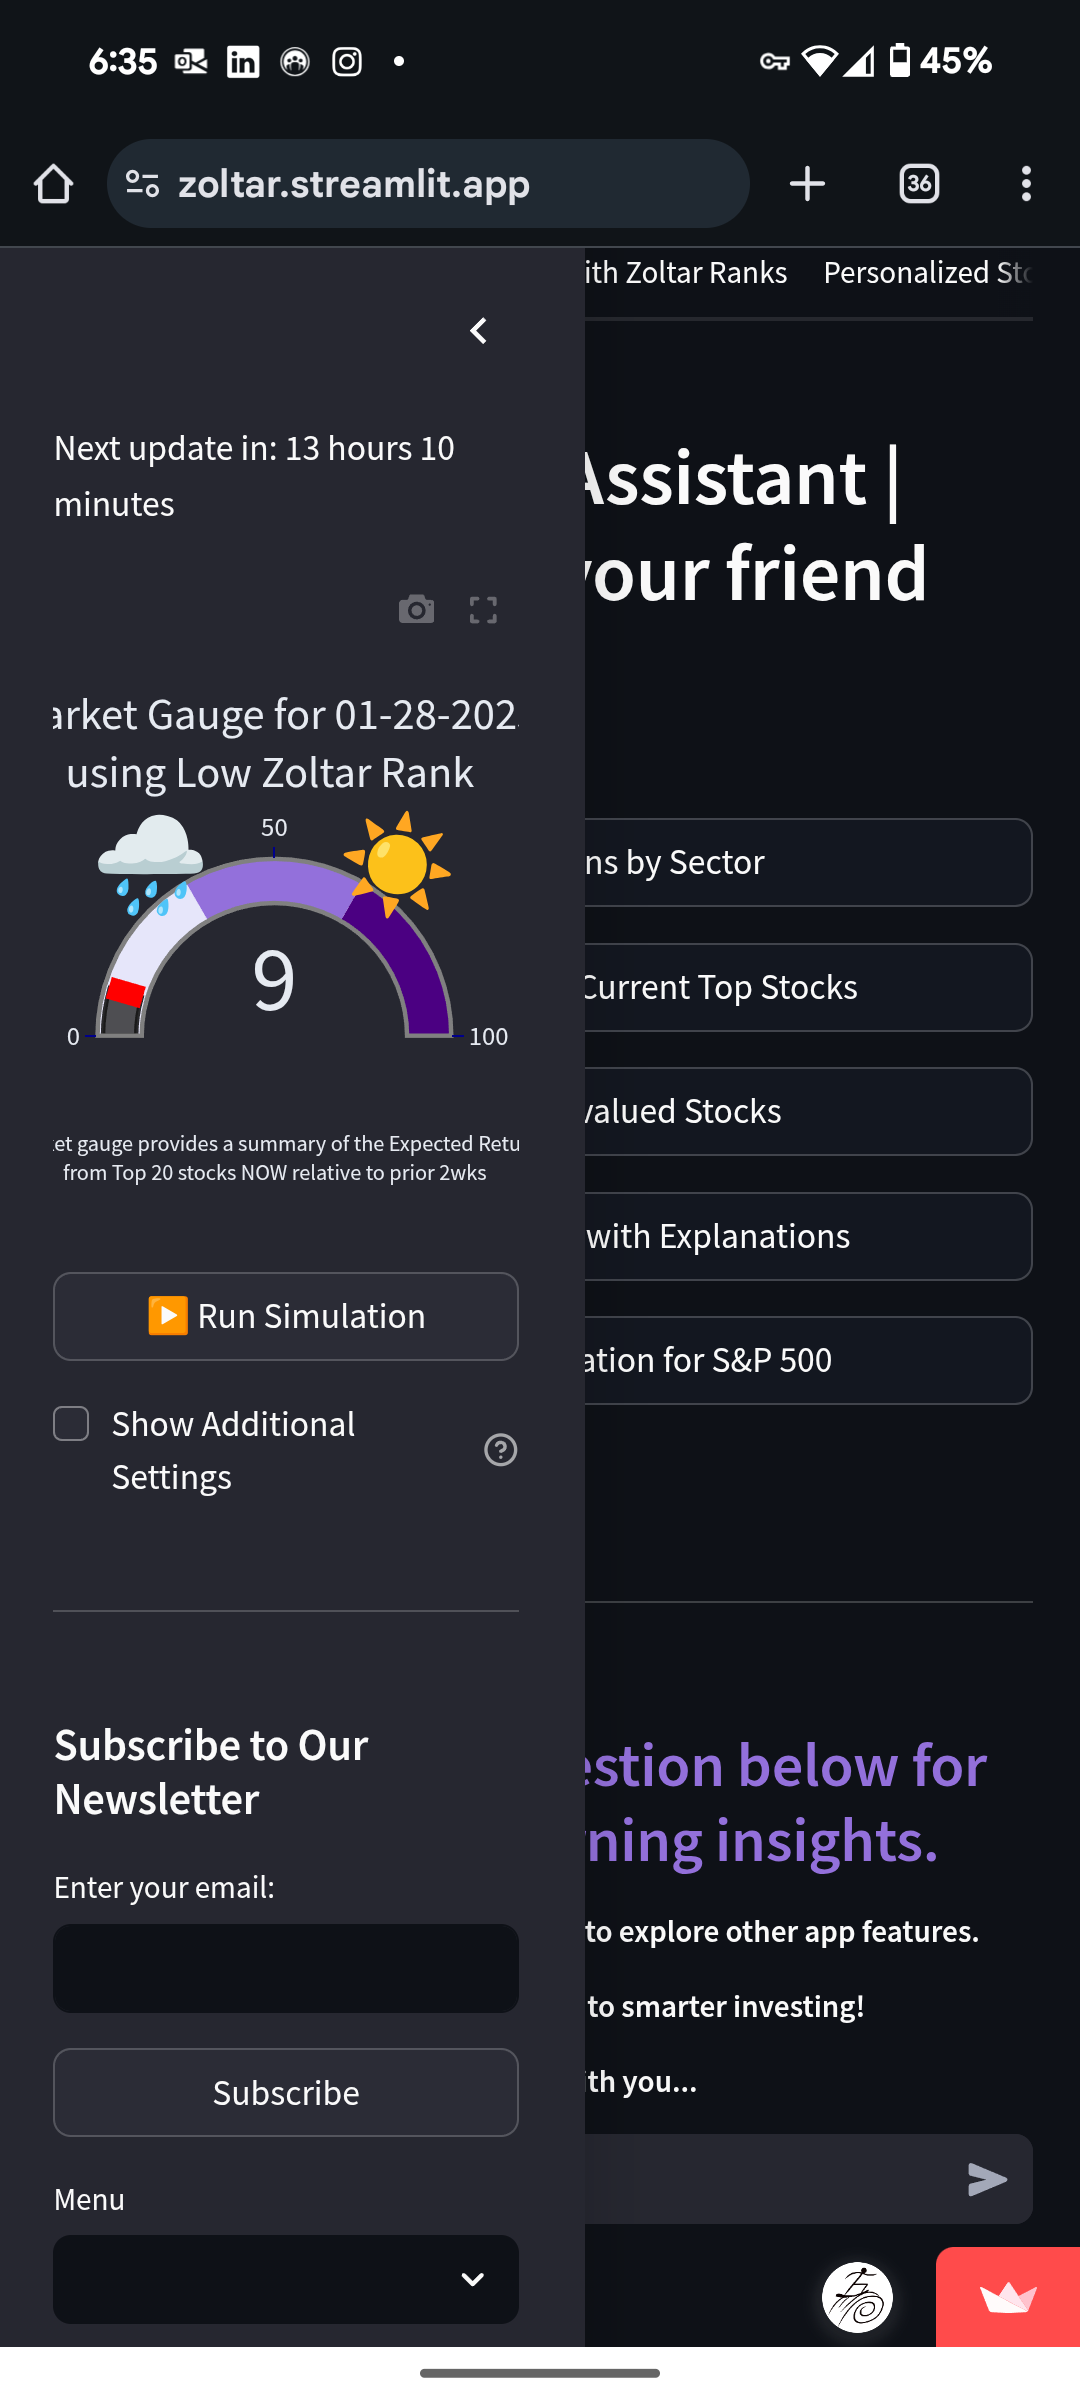 6:35
45%
zoltar.streamlit.app
36
ith Zoltar Ranks Personalized Sto
Next update in: 13 hours 10
minutes
Assistant |
your friend
arket Gauge for 01-28-202
using Low Zoltar Rank
50
9
0
100
et gauge provides a summary of the Expected Retu
from Top 20 stocks NOW relative to prior 2wks
ns by Sector
Current Top Stocks
valued Stocks
with Explanations
ation for S&P 500
Run Simulation
Show Additional
Settings
Subscribe to Our
Newsletter
Enter your email:
Subscribe
Menu
estion below for
rning insights.
to explore other app features.
to smarter investing!
ith you...